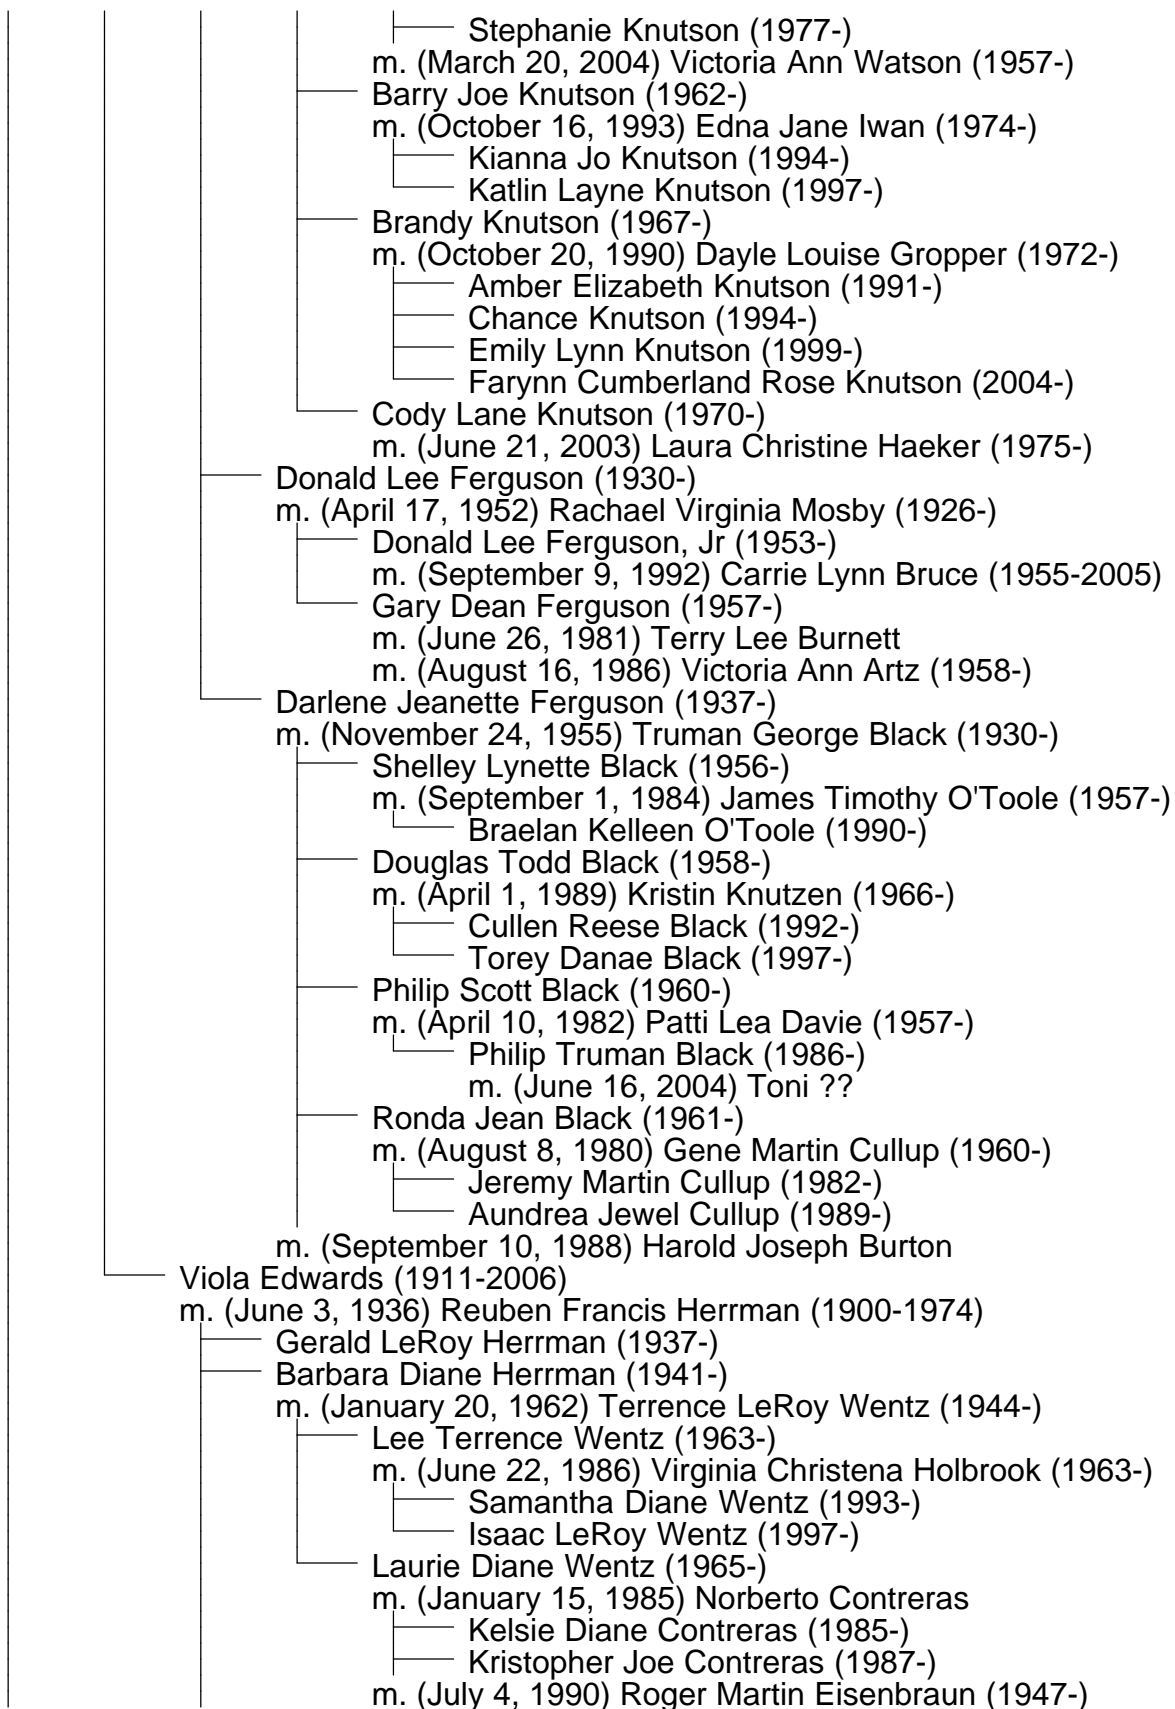 Stephanie Knutson (1977-)
m. (March 20, 2004) Victoria Ann Watson (1957-)
Barry Joe Knutson (1962-)
m. (October 16, 1993) Edna Jane Iwan (1974-)
Kianna Jo Knutson (1994-)
Katlin Layne Knutson (1997-)
Brandy Knutson (1967-)
m. (October 20, 1990) Dayle Louise Gropper (1972-)
Amber Elizabeth Knutson (1991-)
Chance Knutson (1994-)
Emily Lynn Knutson (1999-)
Farynn Cumberland Rose Knutson (2004-)
Cody Lane Knutson (1970-)
m. (June 21, 2003) Laura Christine Haeker (1975-)
Donald Lee Ferguson (1930-)
m. (April 17, 1952) Rachael Virginia Mosby (1926-)
Donald Lee Ferguson, Jr (1953-)
m. (September 9, 1992) Carrie Lynn Bruce (1955-2005)
Gary Dean Ferguson (1957-)
m. (June 26, 1981) Terry Lee Burnett
m. (August 16, 1986) Victoria Ann Artz (1958-)
Darlene Jeanette Ferguson (1937-)
m. (November 24, 1955) Truman George Black (1930-)
Shelley Lynette Black (1956-)
m. (September 1, 1984) James Timothy O'Toole (1957-)
Braelan Kelleen O'Toole (1990-)
Douglas Todd Black (1958-)
m. (April 1, 1989) Kristin Knutzen (1966-)
Cullen Reese Black (1992-)
Torey Danae Black (1997-)
Philip Scott Black (1960-)
m. (April 10, 1982) Patti Lea Davie (1957-)
Philip Truman Black (1986-)
m. (June 16, 2004) Toni ??
Ronda Jean Black (1961-)
m. (August 8, 1980) Gene Martin Cullup (1960-)
Jeremy Martin Cullup (1982-)
Aundrea Jewel Cullup (1989-)
m. (September 10, 1988) Harold Joseph Burton
Viola Edwards (1911-2006)
m. (June 3, 1936) Reuben Francis Herrman (1900-1974)
Gerald LeRoy Herrman (1937-)
Barbara Diane Herrman (1941-)
m. (January 20, 1962) Terrence LeRoy Wentz (1944-)
Lee Terrence Wentz (1963-)
m. (June 22, 1986) Virginia Christena Holbrook (1963-)
Samantha Diane Wentz (1993-)
Isaac LeRoy Wentz (1997-)
Laurie Diane Wentz (1965-)
m. (January 15, 1985) Norberto Contreras
Kelsie Diane Contreras (1985-)
Kristopher Joe Contreras (1987-)
m. (July 4, 1990) Roger Martin Eisenbraun (1947-)